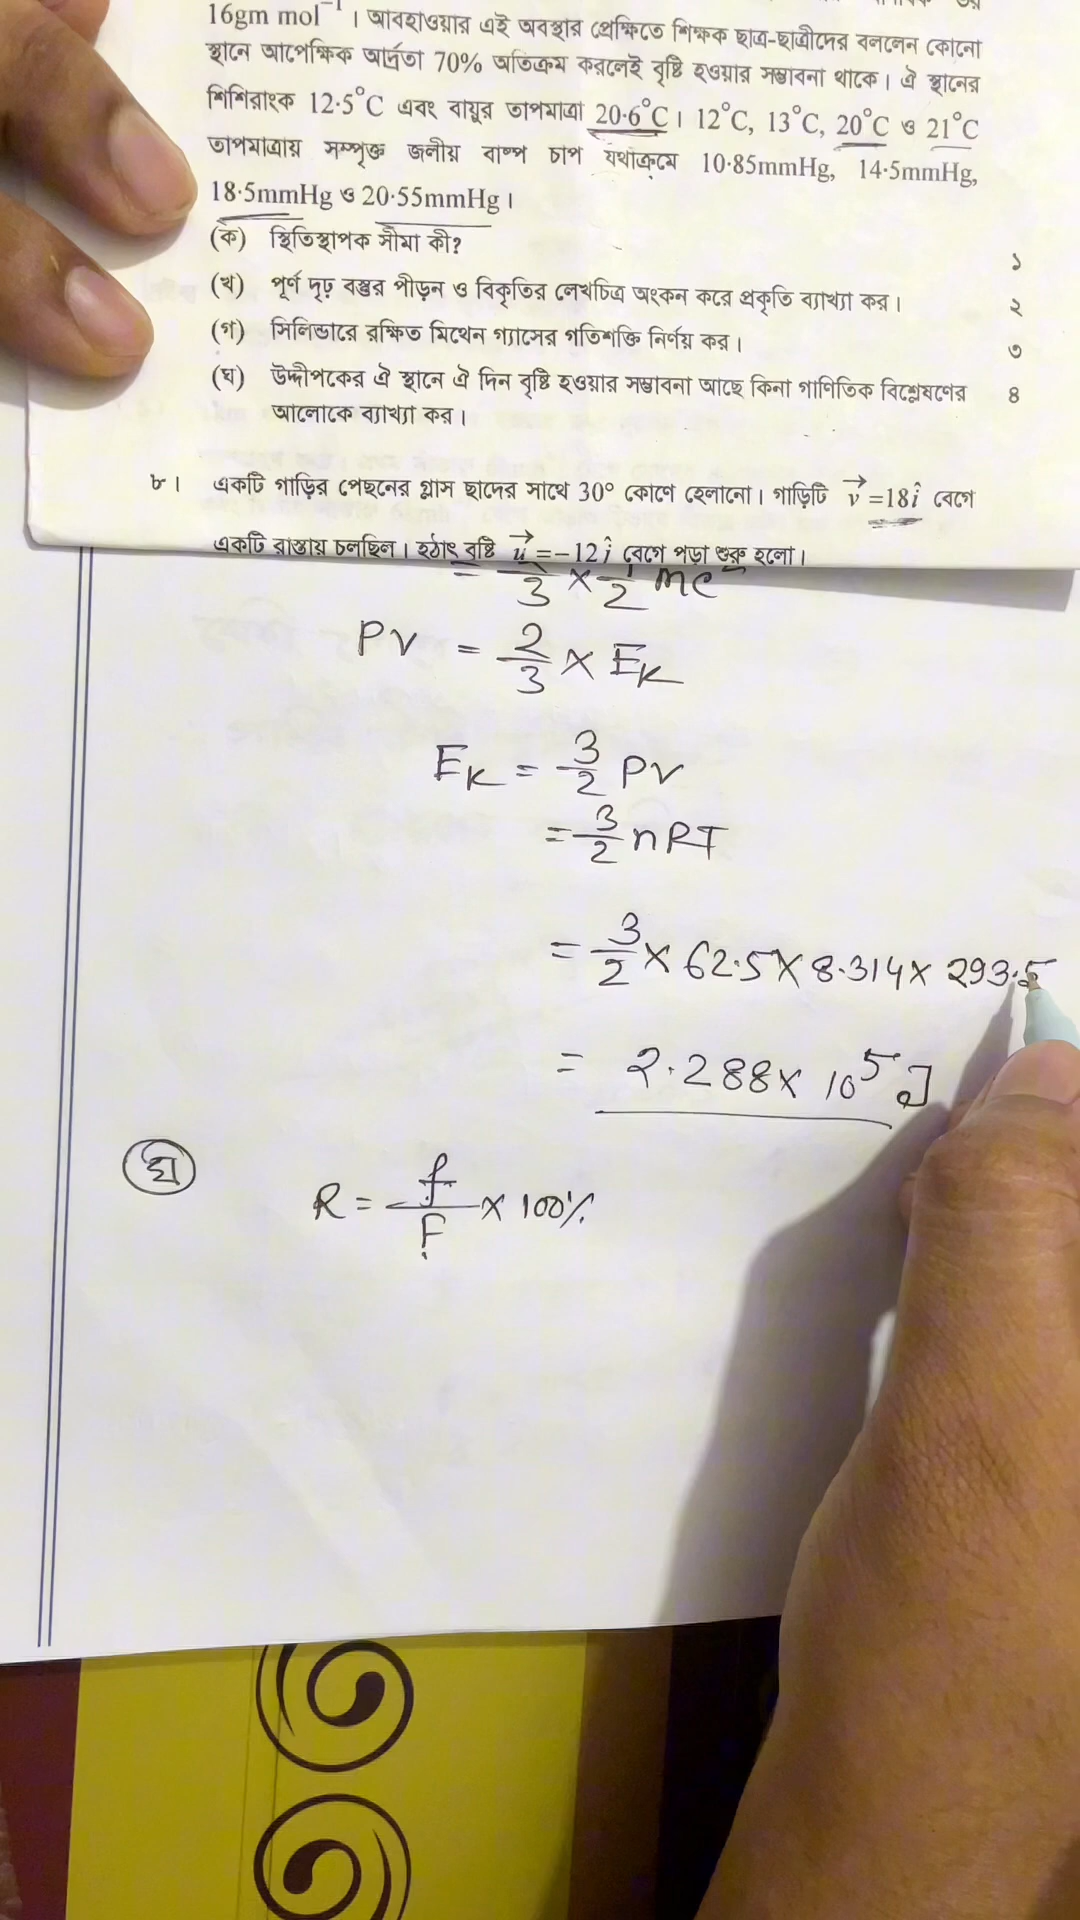 16gm mol⁻¹। আবহাওয়ার এই অবস্থার প্রেক্ষিতে শিক্ষক ছাত্র-ছাত্রীদের বললেন কোনো
স্থানে আপেক্ষিক আর্দ্রতা 70% অতিক্রম করলেই বৃষ্টি হওয়ার সম্ভাবনা থাকে। ঐ স্থানের
শিশিরাংক 12·5°C এবং বায়ুর তাপমাত্রা 20·6°C। 12°C, 13°C, 20°C ও 21°C
তাপমাত্রায় সম্পৃক্ত জলীয় বাষ্প চাপ যথাক্রমে 10·85mmHg, 14·5mmHg,
18·5mmHg ও 20·55mmHg।
(ক) স্থিতিস্থাপক সীমা কী? ১
(খ) পূর্ণ দৃঢ় বস্তুর পীড়ন ও বিকৃতির লেখচিত্র অংকন করে প্রকৃতি ব্যাখ্যা কর। ২
(গ) সিলিন্ডারে রক্ষিত মিথেন গ্যাসের গতিশক্তি নির্ণয় কর। ৩
(ঘ) উদ্দীপকের ঐ স্থানে ঐ দিন বৃষ্টি হওয়ার সম্ভাবনা আছে কিনা গাণিতিক বিশ্লেষণের ৪
আলোকে ব্যাখ্যা কর।
৮। একটি গাড়ির পেছনের গ্লাস ছাদের সাথে 30° কোণে হেলানো। গাড়িটি v⃗ =18î বেগে
একটি রাস্তায় চলছিল। হঠাৎ বৃষ্টি u⃗ =−12ĵ বেগে পড়া শুরু হলো।
PV = 2/3 × EK
EK = 3/2 PV
= 3/2 nRT
= 3/2 × 62.5 × 8.314 × 293.5
= 2.288 × 10⁵ J
ঘ R = f/F × 100%